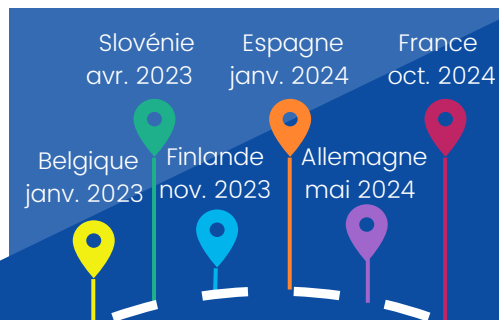 Slovénie
avr. 2023
Espagne
janv. 2024
France
oct. 2024
Belgique
janv. 2023
Finlande
nov. 2023
Allemagne
mai 2024